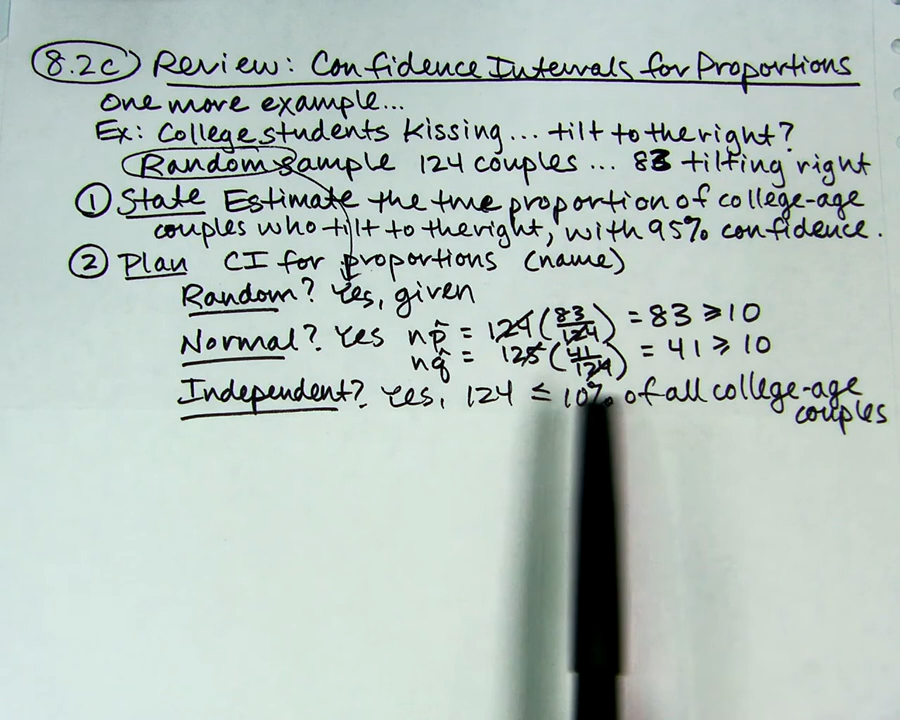 8.2c) Review: Confidence Intervals for Proportions
One more example...
Ex: College students kissing... tilt to the right?
Random sample 124 couples ... 83 tilting right
① State Estimate the true proportion of college-age
couples who tilt to the right, with 95% confidence.
② Plan CI for proportions (name)
Random? Yes, given
Normal? Yes np̂ = 124(83/124) = 83 ≥ 10
nq̂ = 125(41/124) = 41 ≥ 10
Independent? Yes, 124 ≤ 10% of all college-age
couples